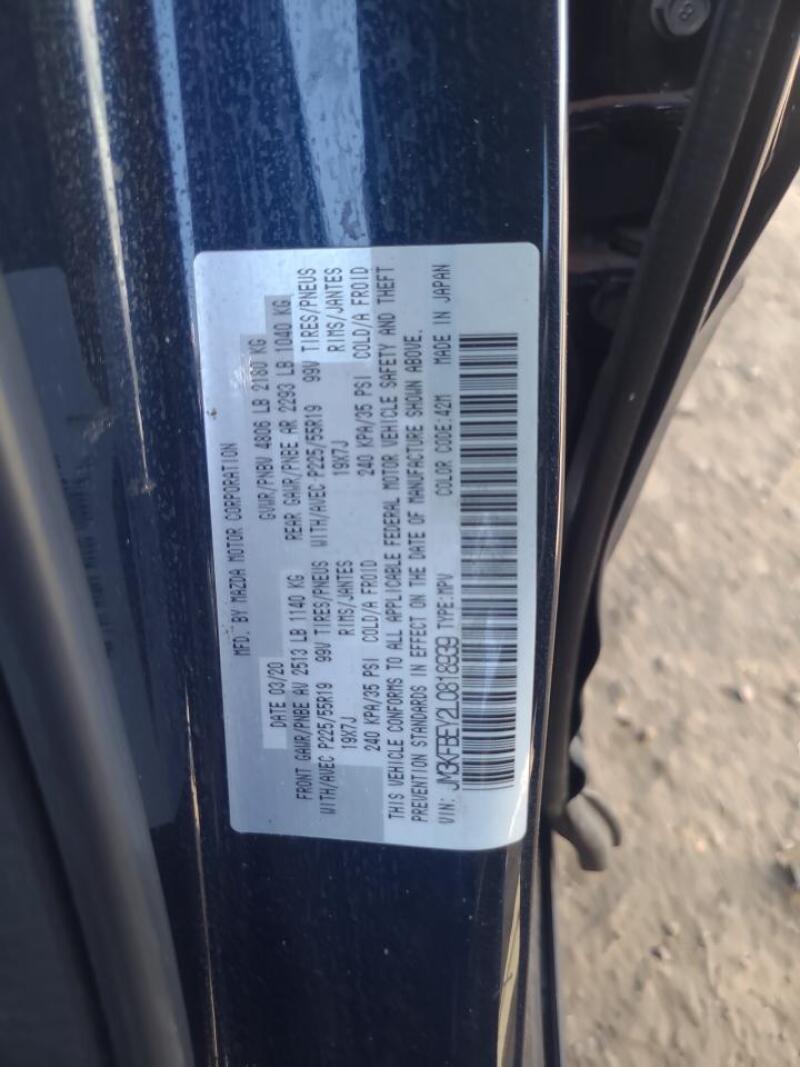 MFD. BY MAZDA MOTOR CORPORATION
DATE 03/20 GVWR/PNBV 4806 LB 2180 KG
FRONT GAWR/PNBE AV 2513 LB 1140 KG REAR GAWR/PNBE AR 2293 LB 1040 KG
WITH/AVEC P225/55R19 99V TIRES/PNEUS WITH/AVEC P225/55R19 99V TIRES/PNEUS
19X7J RIMS/JANTES 19X7J RIMS/JANTES
240 KPA/35 PSI COLD/A FROID 240 KPA/35 PSI COLD/A FROID
THIS VEHICLE CONFORMS TO ALL APPLICABLE FEDERAL MOTOR VEHICLE SAFETY AND THEFT
PREVENTION STANDARDS IN EFFECT ON THE DATE OF MANUFACTURE SHOWN ABOVE.
VIN: JM3KFBEY2L0818939 TYPE:MPV COLOR CODE:42M MADE IN JAPAN
8